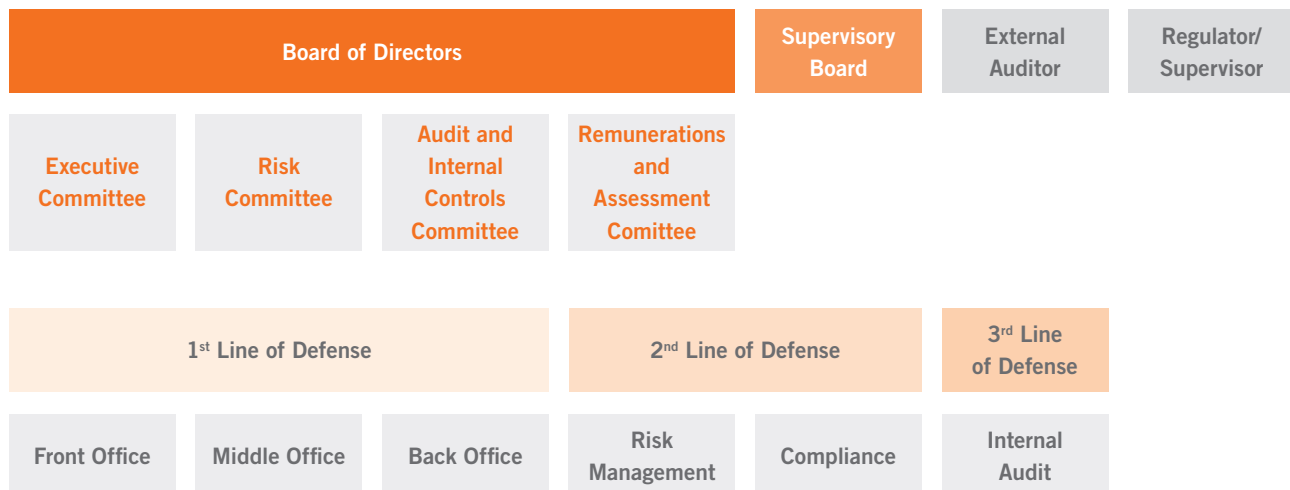 Board of Directors
Supervisory
Board
External
Auditor
Regulator/
Supervisor
Executive
Committee
Risk
Committee
Audit and
Internal
Controls
Committee
Remunerations
and
Assessment
Comittee
1st Line of Defense
2nd Line of Defense
3rd Line
of Defense
Front Office
Middle Office
Back Office
Risk
Management
Compliance
Internal
Audit